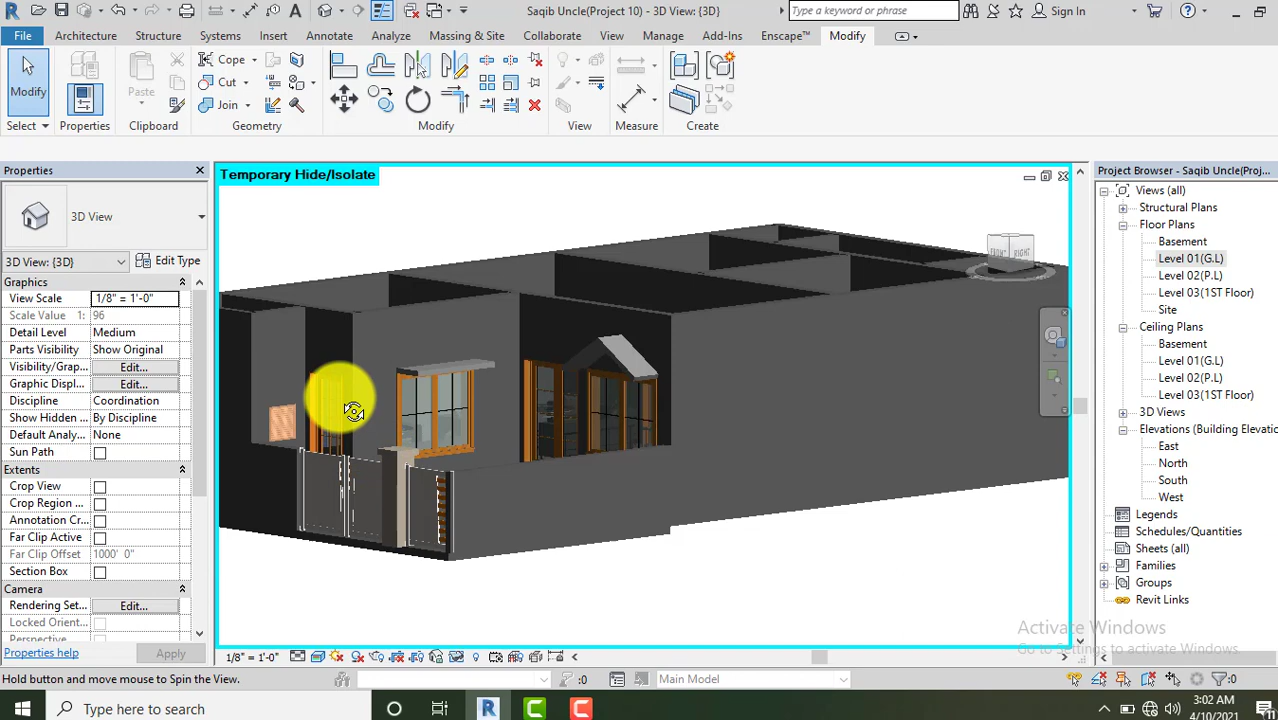 Saqib Uncle(Project 10) - 3D View: {3D}
Type a keyword or phrase
Sign In
File
Architecture
Structure
Systems
Insert
Annotate
Analyze
Massing & Site
Collaborate
View
Manage
Add-Ins
Enscape™
Modify
Modify
Paste
Cope
Cut
Join
Select
Properties
Clipboard
Geometry
Modify
View
Measure
Create
Properties
3D View
3D View: {3D}
Edit Type
Graphics
View Scale 1/8" = 1'-0"
Scale Value 1: 96
Detail Level Medium
Parts Visibility Show Original
Visibility/Grap... Edit...
Graphic Displ... Edit...
Discipline Coordination
Show Hidden ... By Discipline
Default Analy... None
Sun Path
Extents
Crop View
Crop Region ...
Annotation Cr...
Far Clip Active
Far Clip Offset 1000' 0"
Section Box
Camera
Rendering Set... Edit...
Locked Orient...
Perspective
Properties help
Apply
Temporary Hide/Isolate
FRONT
RIGHT
1/8" = 1'-0"
Project Browser - Saqib Uncle(Proj...
Views (all)
Structural Plans
Floor Plans
Basement
Level 01(G.L)
Level 02(P.L)
Level 03(1ST Floor)
Site
Ceiling Plans
Basement
Level 01(G.L)
Level 02(P.L)
Level 03(1ST Floor)
3D Views
Elevations (Building Elevation)
East
North
South
West
Legends
Schedules/Quantities
Sheets (all)
Families
Groups
Revit Links
Activate Windows
Go to Settings to activate Windows.
Hold button and move mouse to Spin the View.
:0
Main Model
:0
Type here to search
3:02 AM
4/10/2021